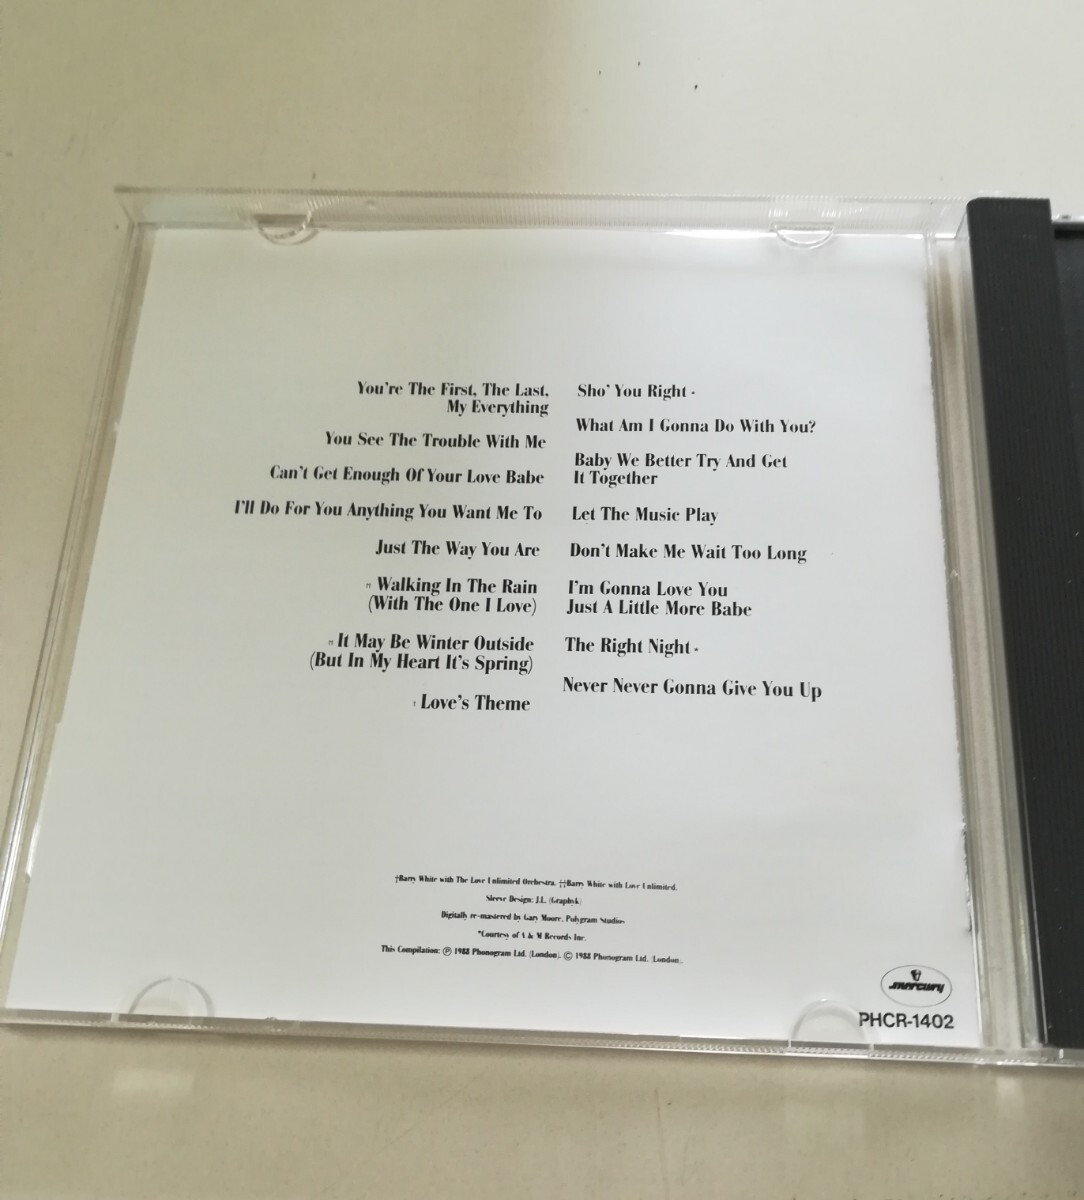 You're The First, The Last,
My Everything
You See The Trouble With Me
Can't Get Enough Of Your Love Babe
I'll Do For You Anything You Want Me To
Just The Way You Are
†† Walking In The Rain
(With The One I Love)
†† It May Be Winter Outside
(But In My Heart It's Spring)
† Love's Theme
Sho' You Right *
What Am I Gonna Do With You?
Baby We Better Try And Get
It Together
Let The Music Play
Don't Make Me Wait Too Long
I'm Gonna Love You
Just A Little More Babe
The Right Night *
Never Never Gonna Give You Up
†Barry White with The Love Unlimited Orchestra. ††Barry White with Love Unlimited.
Sleeve Design: J.L. (Graphyk)
Digitally re-mastered by Gary Moore, Polygram Studios.
*Courtesy of A & M Records Inc.
This Compilation: ℗ 1988 Phonogram Ltd. (London). © 1988 Phonogram Ltd. (London).
mercury
PHCR-1402